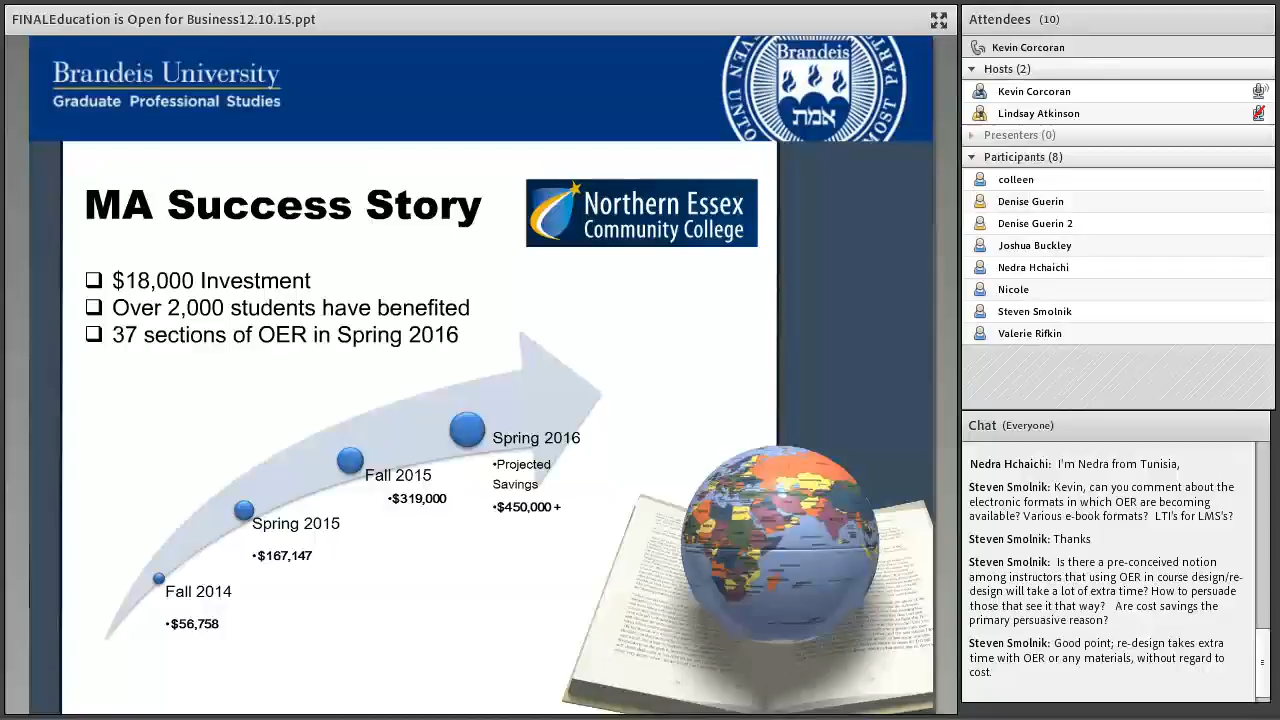 FINALEducation is Open for Business12.10.15.ppt
Brandeis University
Graduate Professional Studies
Brandeis
אמת
MA Success Story
Northern Essex
Community College
$18,000 Investment
Over 2,000 students have benefited
37 sections of OER in Spring 2016
Spring 2016
•Projected
Savings
•$450,000 +
Fall 2015
•$319,000
Spring 2015
•$167,147
Fall 2014
•$56,758
Attendees (10)
Kevin Corcoran
Hosts (2)
Kevin Corcoran
Lindsay Atkinson
Presenters (0)
Participants (8)
colleen
Denise Guerin
Denise Guerin 2
Joshua Buckley
Nedra Hchaichi
Nicole
Steven Smolnik
Valerie Rifkin
Chat (Everyone)
Nedra Hchaichi: I'm Nedra from Tunisia,
Steven Smolnik: Kevin, can you comment about the
electronic formats in which OER are becoming
available? Various e-book formats? LTI's for LMS's?
Steven Smolnik: Thanks
Steven Smolnik: Is there a pre-conceived notion
among instructors using OER in course design/re-
design will take a lot of extra time? How to persuade
those that see it that way? Are cost savings the
primary persuasive reason?
Steven Smolnik: Good point; re-design takes extra
time with OER or any materials, without regard to
cost.